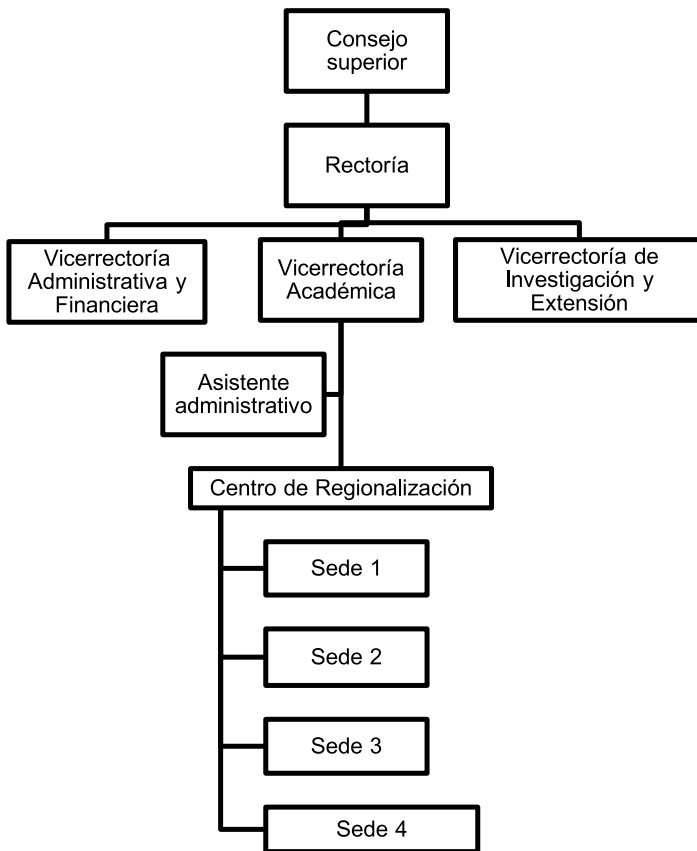 Consejo
superior
Rectoría
Vicerrectoría
Administrativa y
Financiera
Vicerrectoría
Académica
Vicerrectoría de
Investigación y
Extensión
Asistente
administrativo
Centro de Regionalización
Sede 1
Sede 2
Sede 3
Sede 4